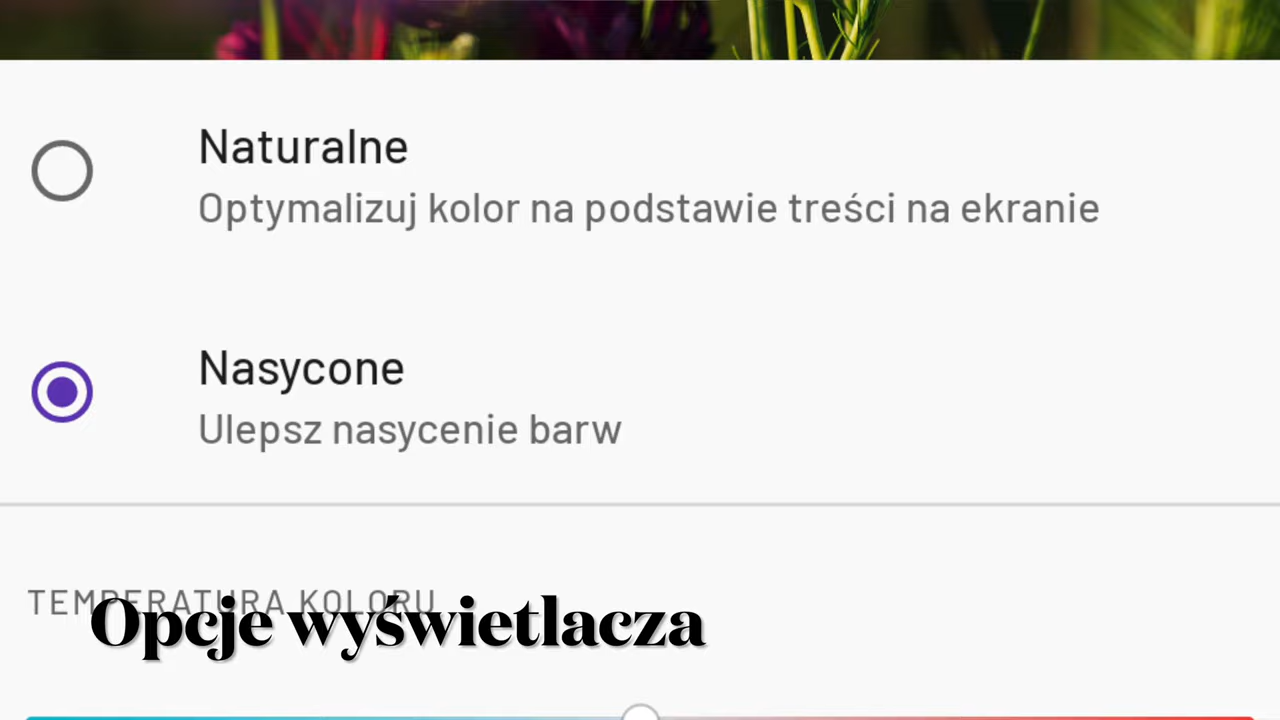 Naturalne
Optymalizuj kolor na podstawie treści na ekranie
Nasycone
Ulepsz nasycenie barw
TEMPERATURA KOLORU
Opcje wyświetlacza